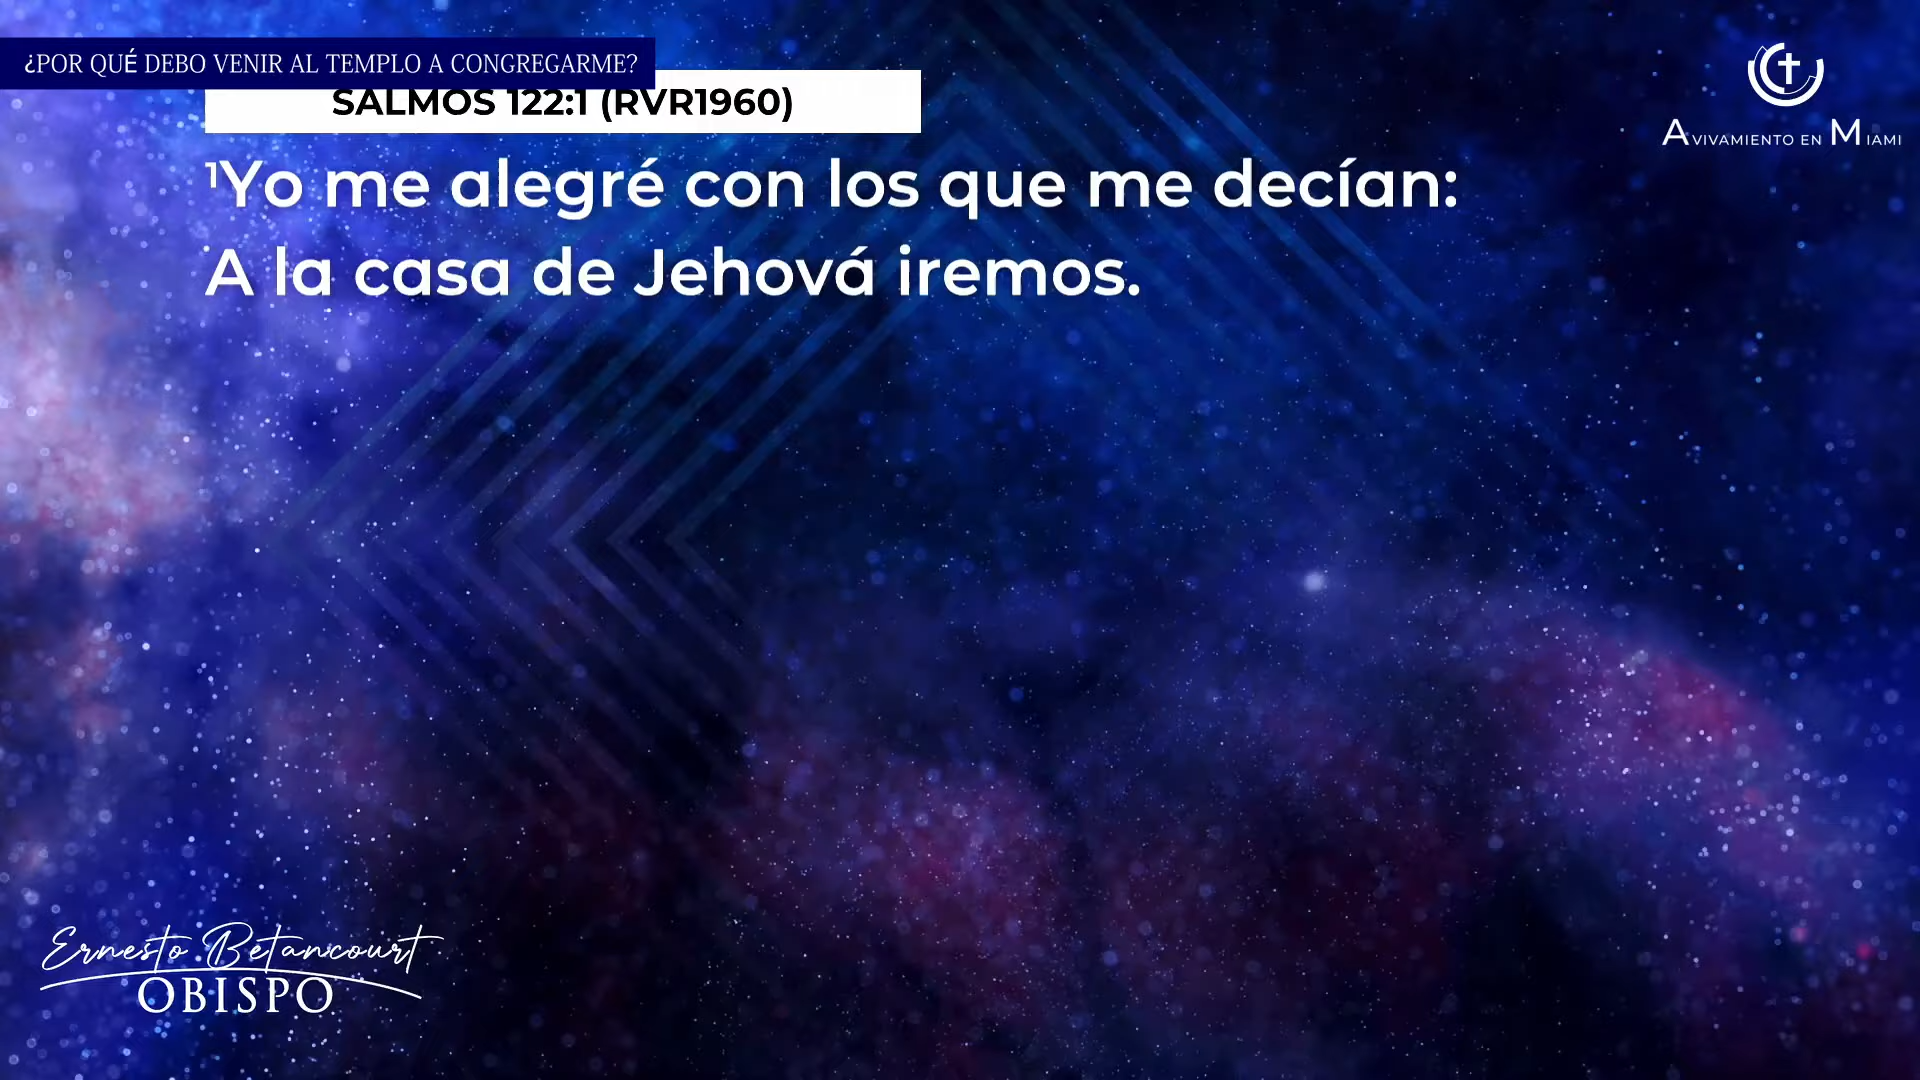 ¿POR QUÉ DEBO VENIR AL TEMPLO A CONGREGARME?
SALMOS 122:1 (RVR1960)
¹Yo me alegré con los que me decían:
A la casa de Jehová iremos.
AVIVAMIENTO EN MIAMI
Ernesto Betancourt
OBISPO